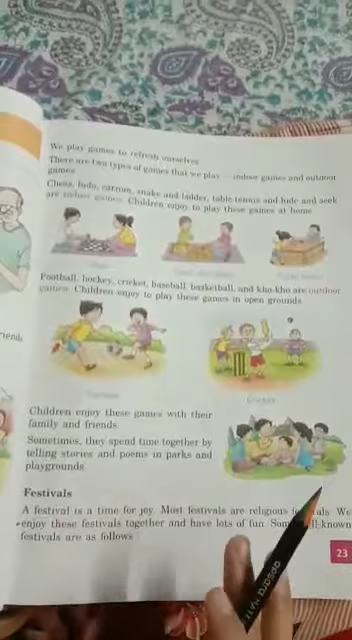 We play games to refresh ourselves
There are two types of games that we play — indoor games and outdoor
games
Chess, ludo, carrom, snake and ladder, table tennis and hide and seek
are indoor games. Children enjoy to play these games at home
Football, hockey, cricket, basketball, and kho-kho are outdoor
games. Children enjoy to play these games in open grounds
Cricket
Children enjoy these games with their
family and friends.
Sometimes, they spend time together by
telling stories and poems in parks and
playgrounds.
Festivals
A festival is a time for joy. Most festivals are religious We
enjoy these festivals together and have lots of fun.
festivals are as follows
23